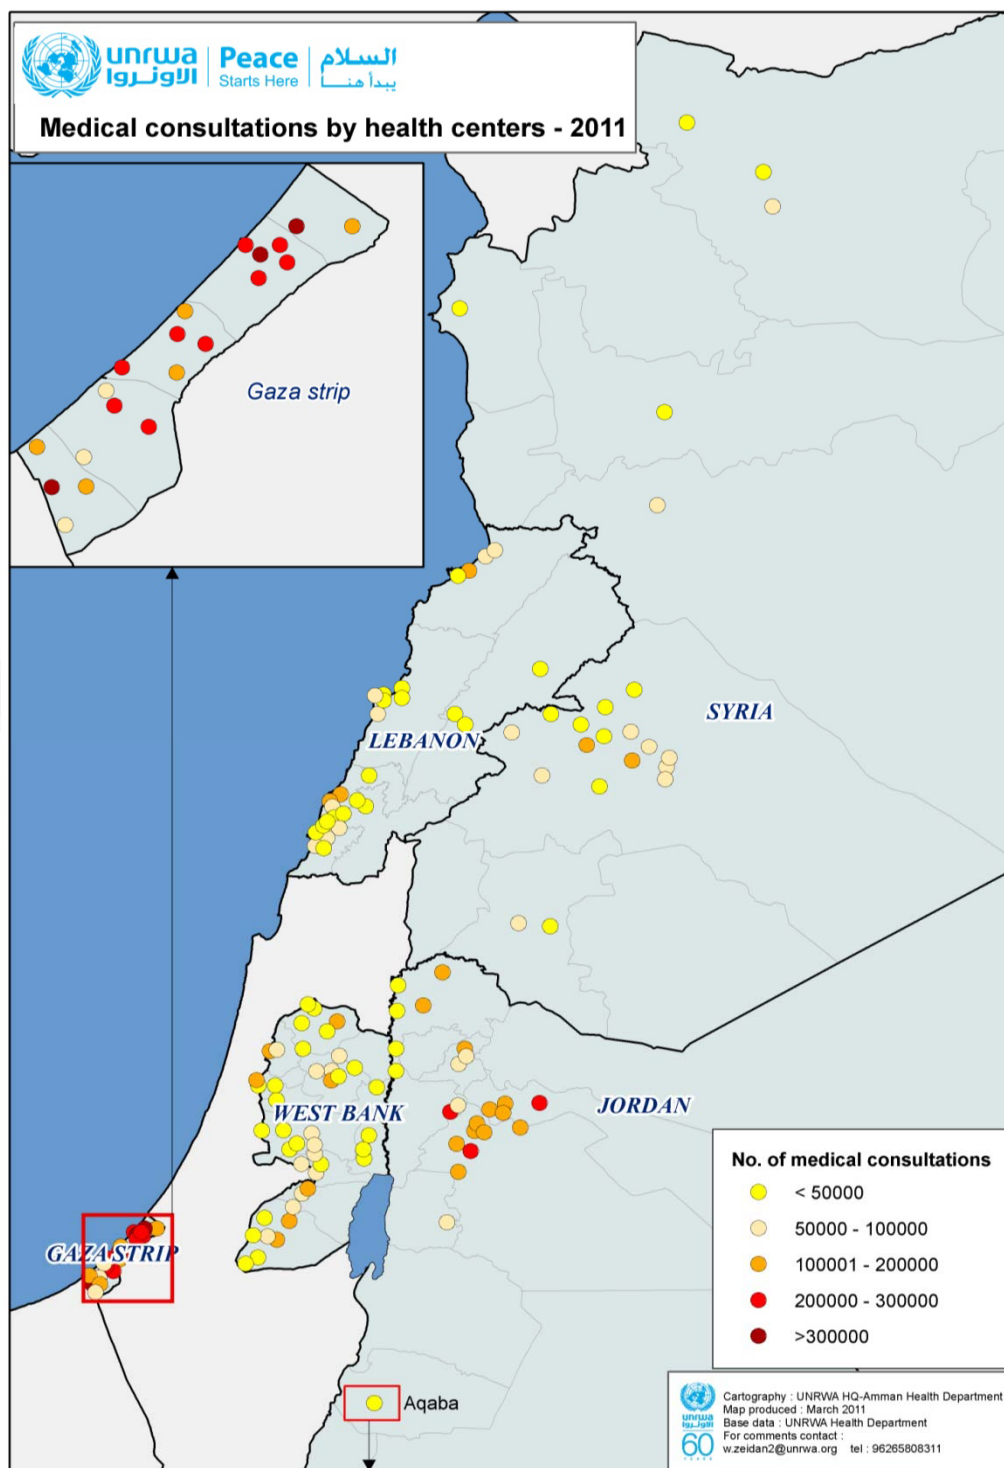 unrwa
الاونروا
Peace
Starts Here
السلام
يبدأ هنا
Medical consultations by health centers - 2011
Gaza strip
SYRIA
LEBANON
WEST BANK
JORDAN
GAZA STRIP
Aqaba
No. of medical consultations
< 50000
50000 - 100000
100001 - 200000
200000 - 300000
>300000
unrwa
الاونروا
60
YEARS
Cartography : UNRWA HQ-Amman Health Department
Map produced : March 2011
Base data : UNRWA Health Department
For comments contact :
w.zeidan2@unrwa.org tel : 96265808311